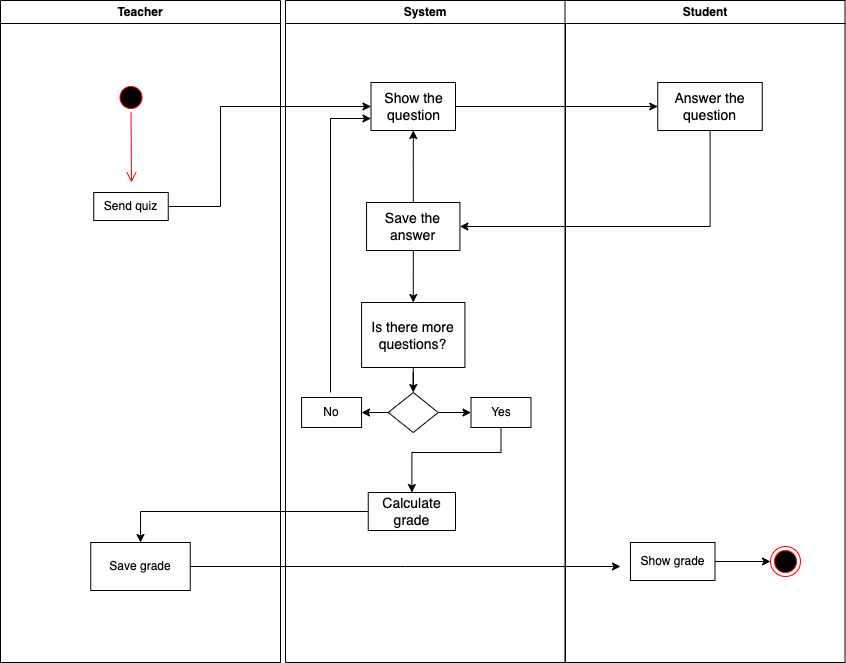 Teacher
System
Student
Show the
question
Answer the
question
Send quiz
Save the
answer
Is there more
questions?
No
Yes
Calculate
grade
Save grade
Show grade